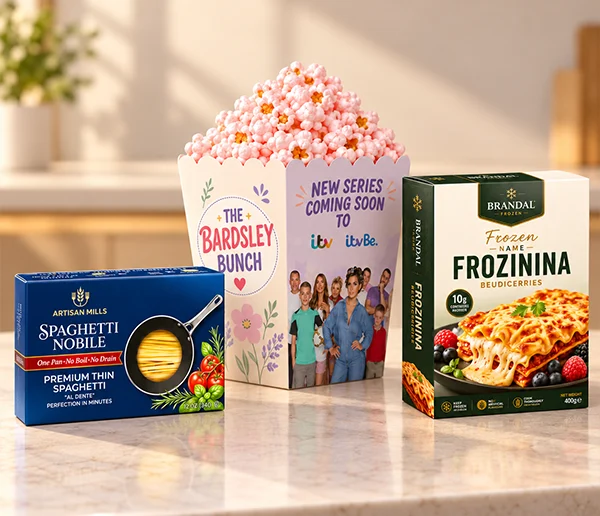 ARTISAN MILLS
SPAGHETTI
NOBILE
One Pan-No Boil-No Drain
PREMIUM THIN
SPAGHETTI
"AL DENTE"
PERFECTION IN MINUTES
THE
BARDSLEY
BUNCH
NEW SERIES
COMING SOON
TO
itv itvBe.
BRANDAL
FROZININA
BRANDAL
FROZEN
Frozen
NAME
FROZININA
BEUDICERRIES
10g
KEEP
FROZEN
NET WEIGHT
400g